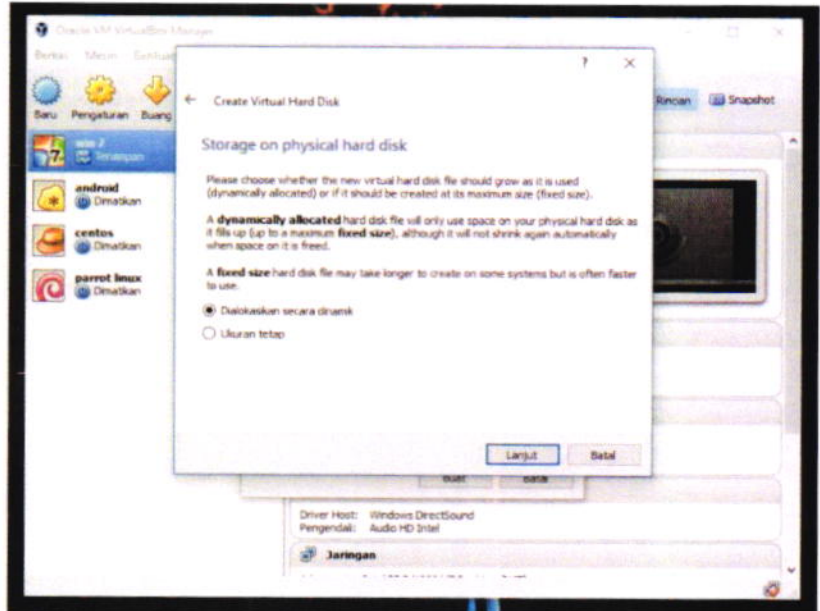 Oracle VM VirtualBox Manager
Berkas Mesin Bantuan
Baru Pengaturan Buang
Rincian Snapshot
win 7
Tersimpan
android
Dimatikan
centos
Dimatikan
parrot linux
Dimatikan
? ×
← Create Virtual Hard Disk
Storage on physical hard disk
Please choose whether the new virtual hard disk file should grow as it is used
(dynamically allocated) or if it should be created at its maximum size (fixed size).
A dynamically allocated hard disk file will only use space on your physical hard disk as
it fills up (up to a maximum fixed size), although it will not shrink again automatically
when space on it is freed.
A fixed size hard disk file may take longer to create on some systems but is often faster
to use.
Dialokasikan secara dinamik
Ukuran tetap
Lanjut Batal
Buat Batal
Driver Host: Windows DirectSound
Pengendali: Audio HD Intel
Jaringan